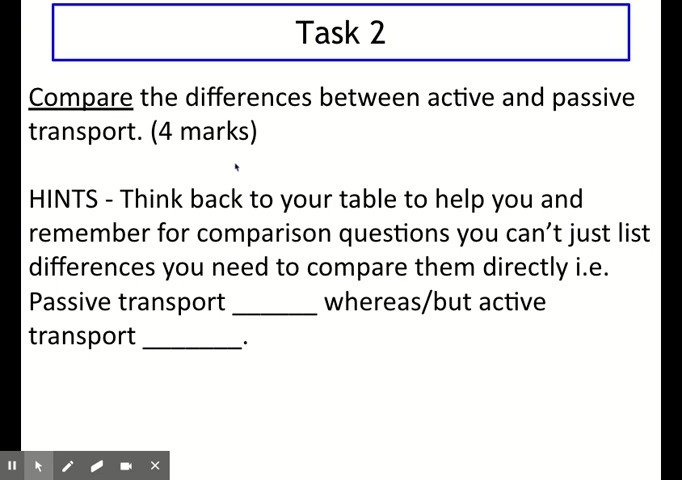 Task 2
Compare the differences between active and passive
transport. (4 marks)
HINTS - Think back to your table to help you and
remember for comparison questions you can’t just list
differences you need to compare them directly i.e.
Passive transport ______ whereas/but active
transport _______.